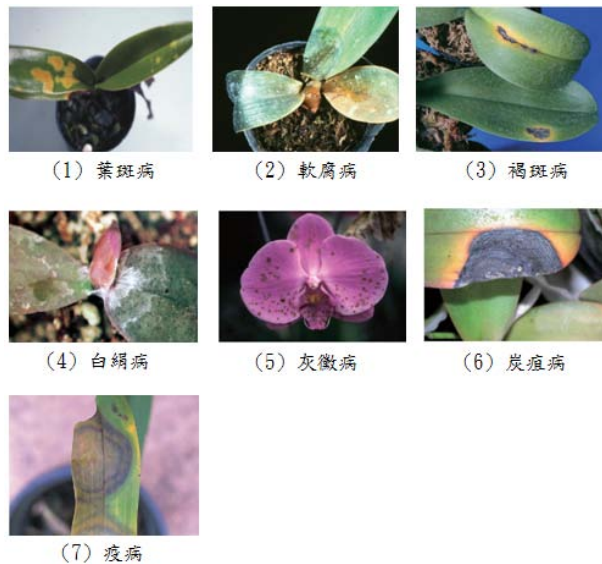 (1) 葉斑病
(2) 軟腐病
(3) 褐斑病
(4) 白絹病
(5) 灰黴病
(6) 炭疽病
(7) 疫病